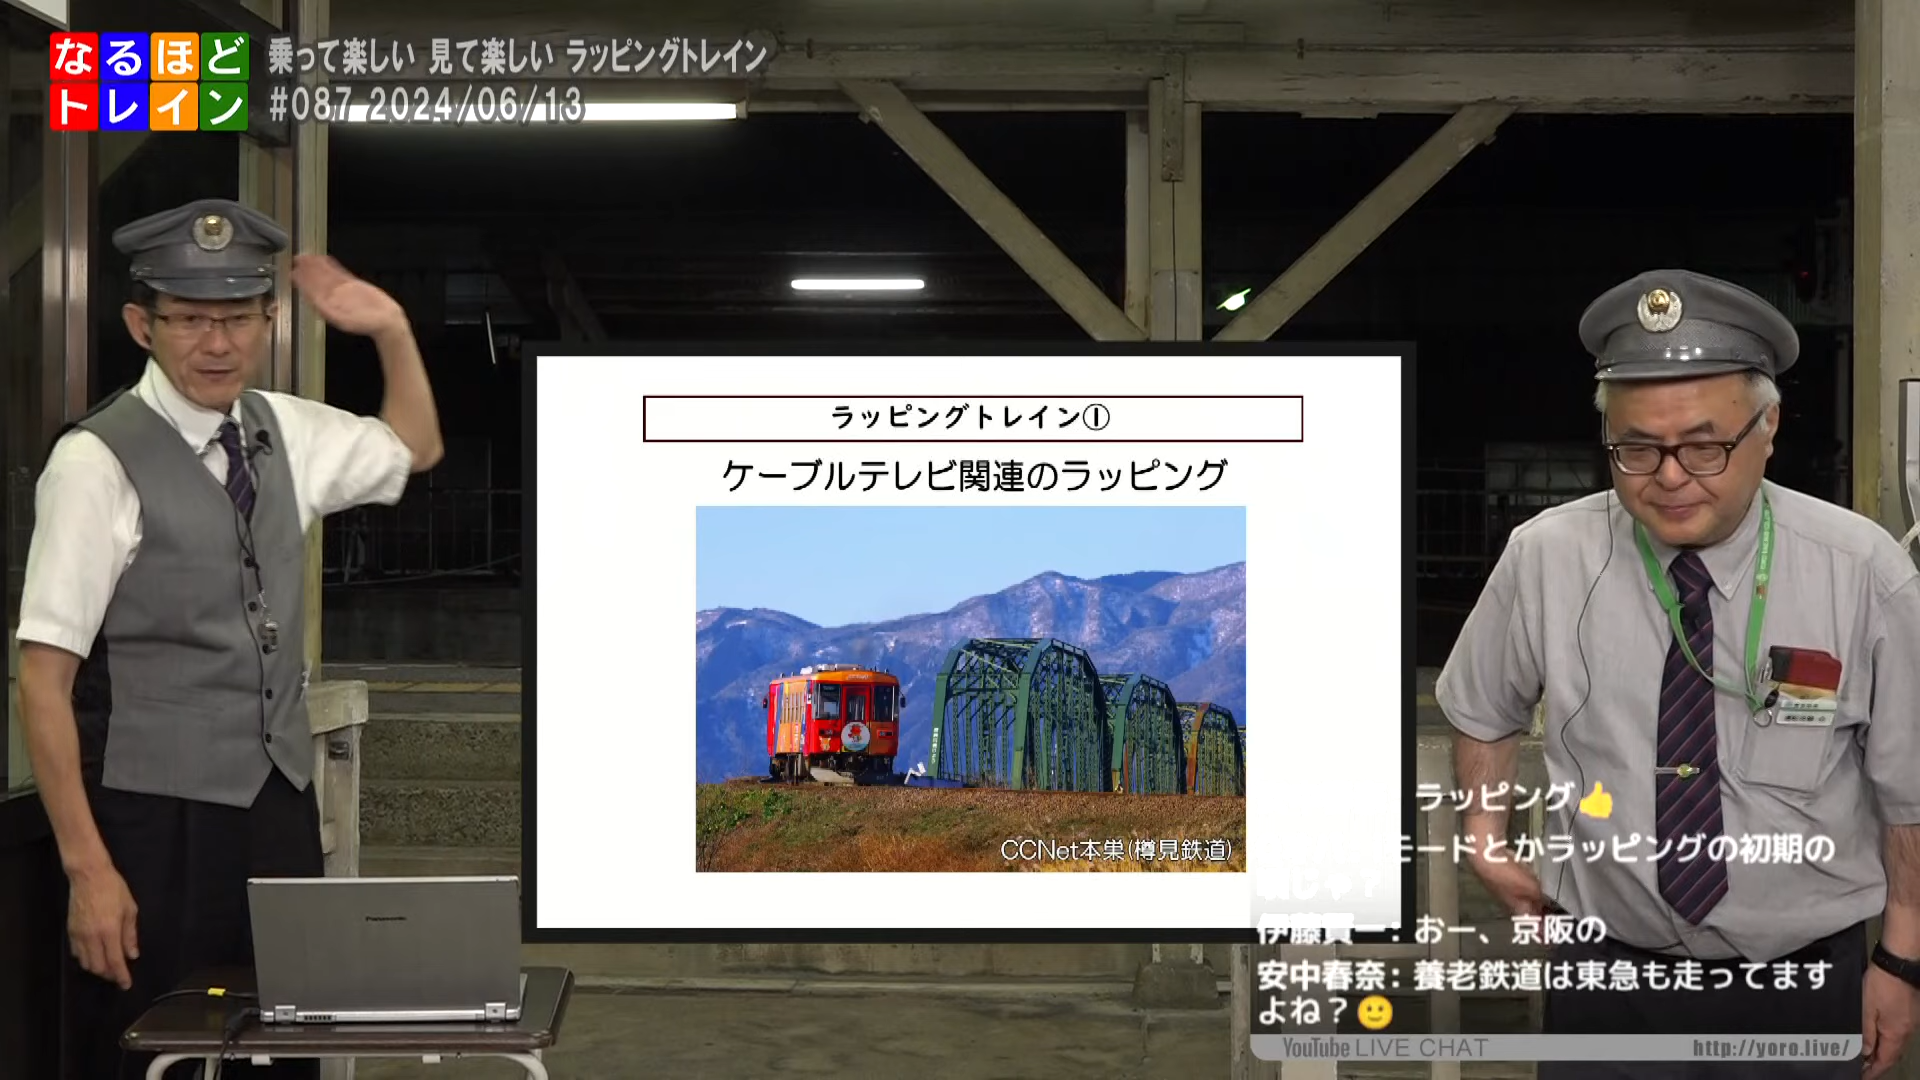 なるほど
トレイン
乗って楽しい 見て楽しい ラッピングトレイン
#087 2024/06/13
ラッピングトレイン①
ケーブルテレビ関連のラッピング
CCNet本巣(樽見鉄道)
Panasonic
ラッピング👍
モードとかラッピングの初期の
伊藤賢一: おー、京阪の
安中春奈: 養老鉄道は東急も走ってます
よね？🙂
YouTube LIVE CHAT
http://yoro.live/